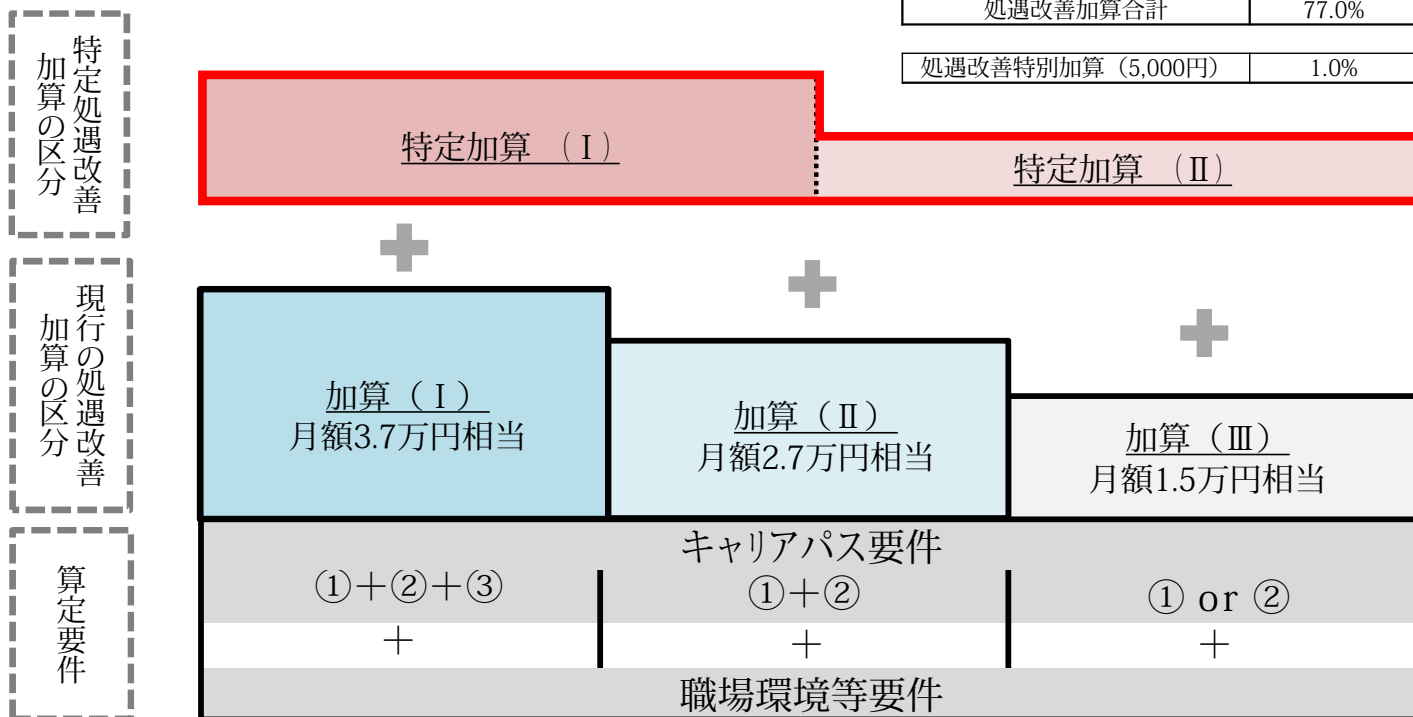 処遇改善加算合計 77.0%
処遇改善特別加算（5,000円） 1.0%
特定処遇改善
加算の区分
特定加算　（Ⅰ）
特定加算　（Ⅱ）
現行の処遇改善
加算の区分
加算（Ⅰ）
月額3.7万円相当
加算（Ⅱ）
月額2.7万円相当
加算（Ⅲ）
月額1.5万円相当
算定要件
キャリアパス要件
①＋②＋③
①＋②
① or ②
＋
＋
＋
職場環境等要件